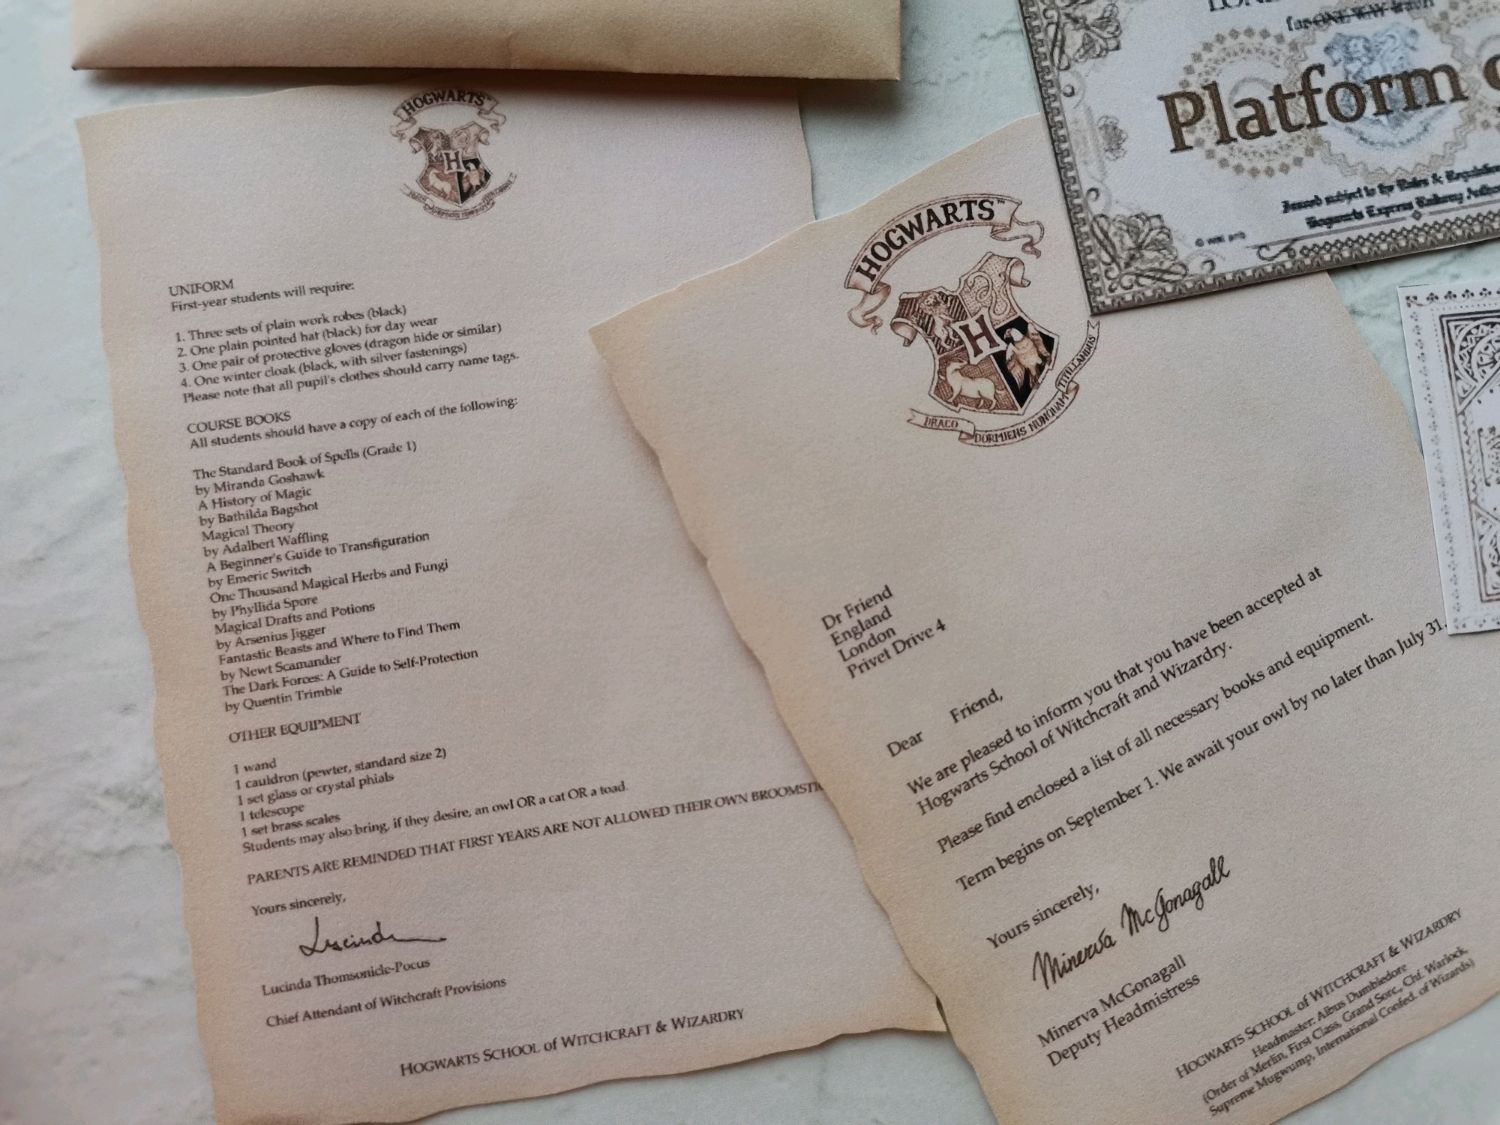 HOGWARTS
H
UNIFORM
First-year students will require:
1. Three sets of plain work robes (black)
2. One plain pointed hat (black) for day wear
3. One pair of protective gloves (dragon hide or similar)
4. One winter cloak (black, with silver fastenings)
Please note that all pupil's clothes should carry name tags.
COURSE BOOKS
All students should have a copy of each of the following:
The Standard Book of Spells (Grade 1)
by Miranda Goshawk
A History of Magic
by Bathilda Bagshot
Magical Theory
by Adalbert Waffling
A Beginner's Guide to Transfiguration
by Emeric Switch
One Thousand Magical Herbs and Fungi
by Phyllida Spore
Magical Drafts and Potions
by Arsenius Jigger
Fantastic Beasts and Where to Find Them
by Newt Scamander
The Dark Forces: A Guide to Self-Protection
by Quentin Trimble
OTHER EQUIPMENT
1 wand
1 cauldron (pewter, standard size 2)
1 set glass or crystal phials
1 telescope
1 set brass scales
Students may also bring, if they desire, an owl OR a cat OR a toad.
PARENTS ARE REMINDED THAT FIRST YEARS ARE NOT ALLOWED THEIR OWN BROOMSTI
Yours sincerely,
Lucinda
Lucinda Thomsonicle-Pocus
Chief Attendant of Witchcraft Provisions
HOGWARTS SCHOOL of WITCHCRAFT & WIZARDRY
HOGWARTS™
H
DRACO DORMIENS NUNQUAM TITILLANDUS
Dr Friend
England
London
Privet Drive 4
Dear Friend,
We are pleased to inform you that you have been accepted at
Hogwarts School of Witchcraft and Wizardry.
Please find enclosed a list of all necessary books and equipment.
Term begins on September 1. We await your owl by no later than July 31
Yours sincerely,
Minerva McGonagall
Minerva McGonagall
Deputy Headmistress
HOGWARTS SCHOOL of WITCHCRAFT & WIZARDRY
Headmaster: Albus Dumbledore
(Order of Merlin, First Class, Grand Sorc., Chf. Warlock,
Supreme Mugwump, International Confed. of Wizards)
for ONE WAY travel
Platform
Issued subject to the Rules & Regulations
Hogwarts Express Railway